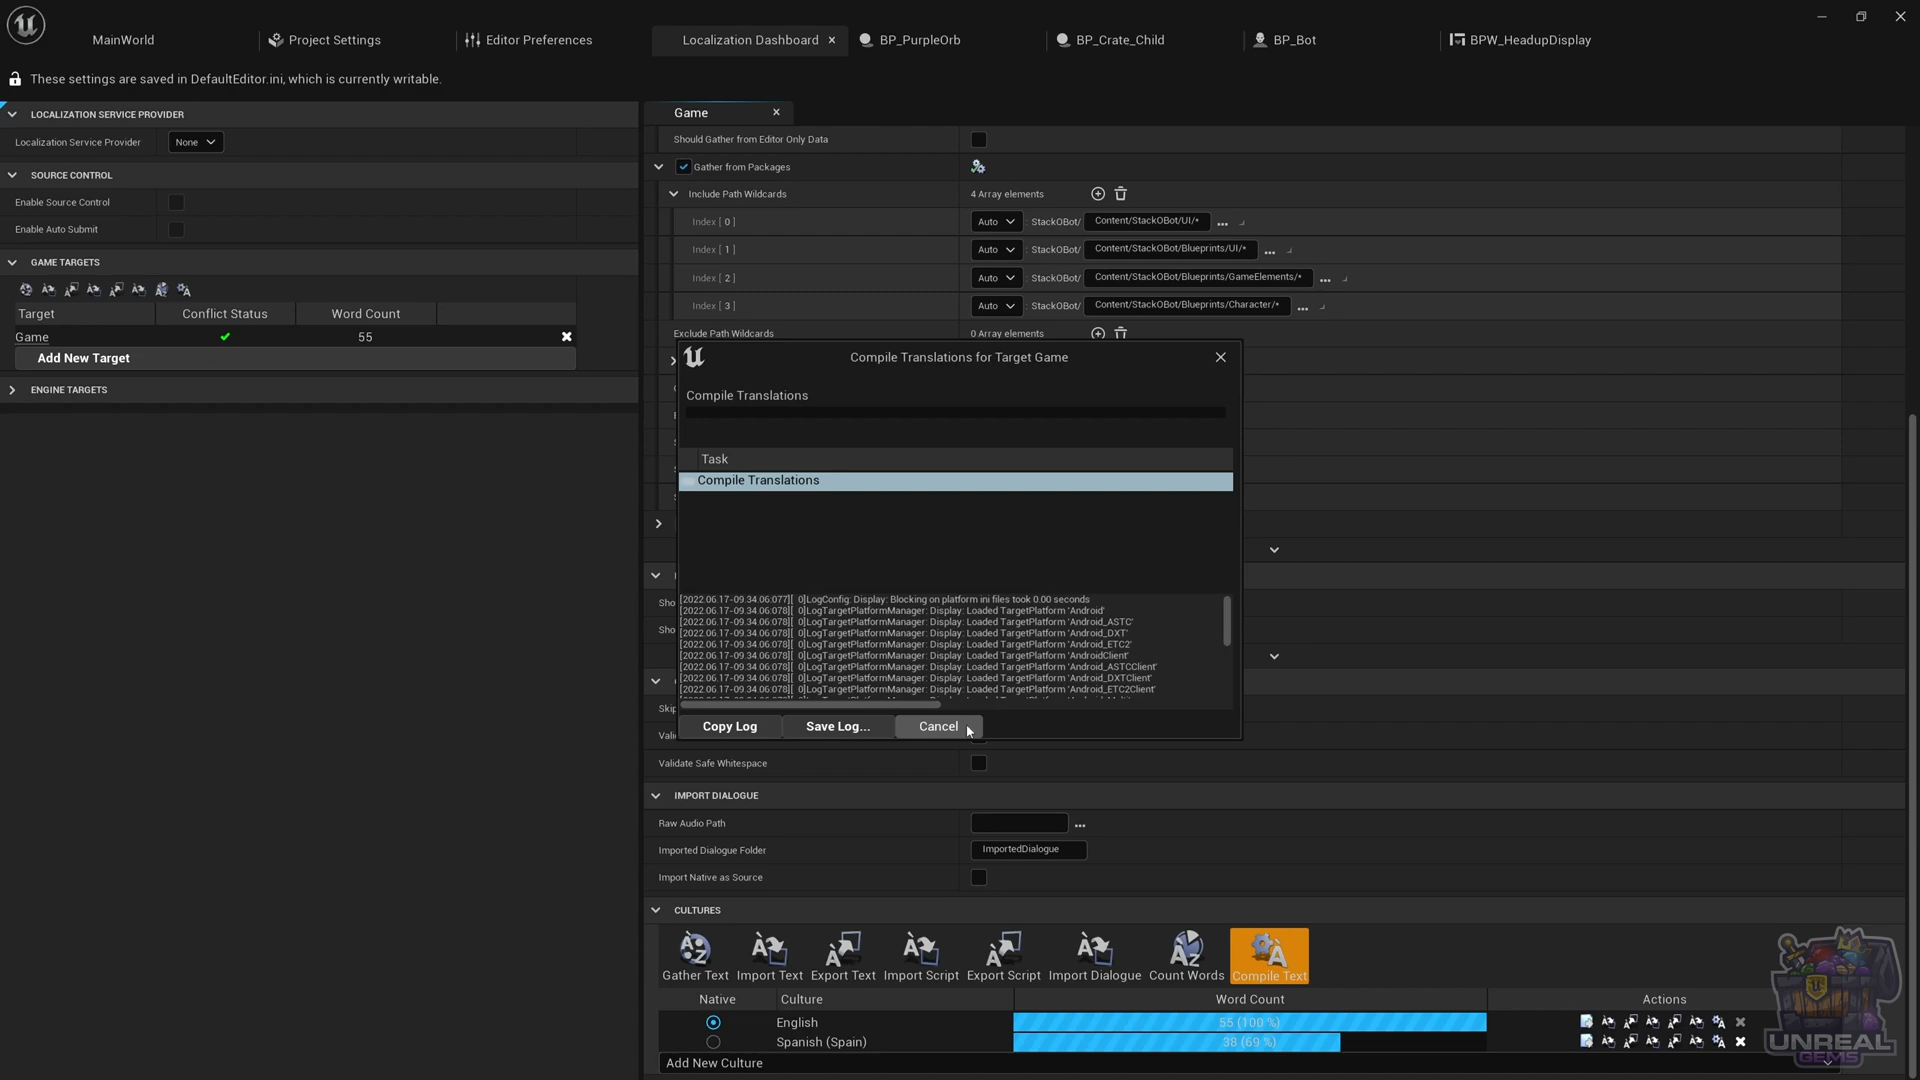 MainWorld
Project Settings
Editor Preferences
Localization Dashboard
BP_PurpleOrb
BP_Crate_Child
BP_Bot
BPW_HeadupDisplay
These settings are saved in DefaultEditor.ini, which is currently writable.
LOCALIZATION SERVICE PROVIDER
Localization Service Provider None
SOURCE CONTROL
Enable Source Control
Enable Auto Submit
GAME TARGETS
Target Conflict Status Word Count
Game 55
Add New Target
ENGINE TARGETS
Game
Should Gather from Editor Only Data
Gather from Packages
Include Path Wildcards 4 Array elements
Index [ 0 ] Auto : StackOBot/ Content/StackOBot/UI/* ...
Index [ 1 ] Auto : StackOBot/ Content/StackOBot/Blueprints/UI/* ...
Index [ 2 ] Auto : StackOBot/ Content/StackOBot/Blueprints/GameElements/* ...
Index [ 3 ] Auto : StackOBot/ Content/StackOBot/Blueprints/Character/* ...
Exclude Path Wildcards 0 Array elements
Compile Translations for Target Game
Compile Translations
Task
Compile Translations
[2022.06.17-09.34.06:077][ 0]LogConfig: Display: Blocking on platform ini files took 0.00 seconds
[2022.06.17-09.34.06:078][ 0]LogTargetPlatformManager: Display: Loaded TargetPlatform 'Android'
[2022.06.17-09.34.06:078][ 0]LogTargetPlatformManager: Display: Loaded TargetPlatform 'Android_ASTC'
[2022.06.17-09.34.06:078][ 0]LogTargetPlatformManager: Display: Loaded TargetPlatform 'Android_DXT'
[2022.06.17-09.34.06:078][ 0]LogTargetPlatformManager: Display: Loaded TargetPlatform 'Android_ETC2'
[2022.06.17-09.34.06:078][ 0]LogTargetPlatformManager: Display: Loaded TargetPlatform 'AndroidClient'
[2022.06.17-09.34.06:078][ 0]LogTargetPlatformManager: Display: Loaded TargetPlatform 'Android_ASTCClient'
[2022.06.17-09.34.06:078][ 0]LogTargetPlatformManager: Display: Loaded TargetPlatform 'Android_DXTClient'
[2022.06.17-09.34.06:078][ 0]LogTargetPlatformManager: Display: Loaded TargetPlatform 'Android_ETC2Client'
Copy Log
Save Log...
Cancel
Sho
Sho
Skip
Vali
Validate Safe Whitespace
IMPORT DIALOGUE
Raw Audio Path ...
Imported Dialogue Folder ImportedDialogue
Import Native as Source
CULTURES
Gather Text
Import Text
Export Text
Import Script
Export Script
Import Dialogue
Count Words
Compile Text
Native Culture Word Count Actions
English 55 (100 %)
Spanish (Spain) 38 (69 %)
Add New Culture
UNREAL
GEMS